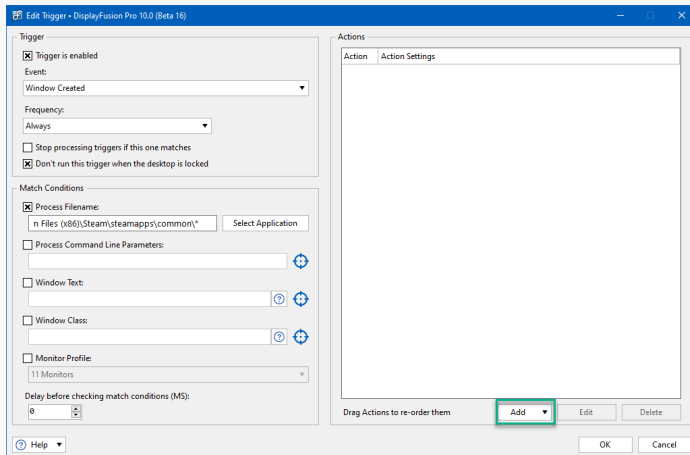 Edit Trigger • DisplayFusion Pro 10.0 (Beta 16)
Trigger
Trigger is enabled
Event:
Window Created
Frequency:
Always
Stop processing triggers if this one matches
Don't run this trigger when the desktop is locked
Match Conditions
Process Filename:
n Files (x86)\Steam\steamapps\common\*
Select Application
Process Command Line Parameters:
Window Text:
Window Class:
Monitor Profile:
11 Monitors
Delay before checking match conditions (MS):
0
Help
Actions
Action Action Settings
Drag Actions to re-order them Add Edit Delete
OK Cancel